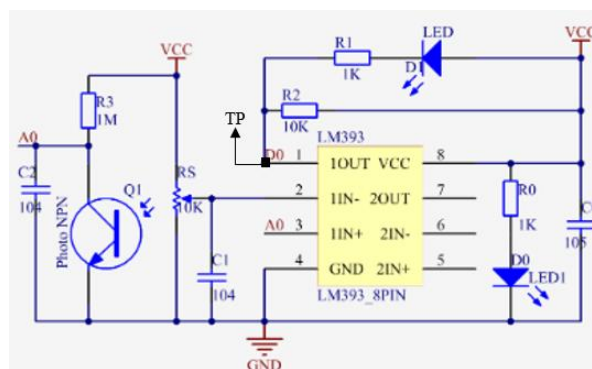 R1
LED
VCC
VCC
1K
D1
R3
1M
R2
10K
TP
LM393
A0
D0
1
1OUT
VCC
8
C2
RS
R0
104
Q1
10K
2
1IN-
2OUT
7
1K
Photo NPN
A0
3
1IN+
2IN-
6
105
C1
D0
4
GND
2IN+
5
LED1
104
LM393_8PIN
GND